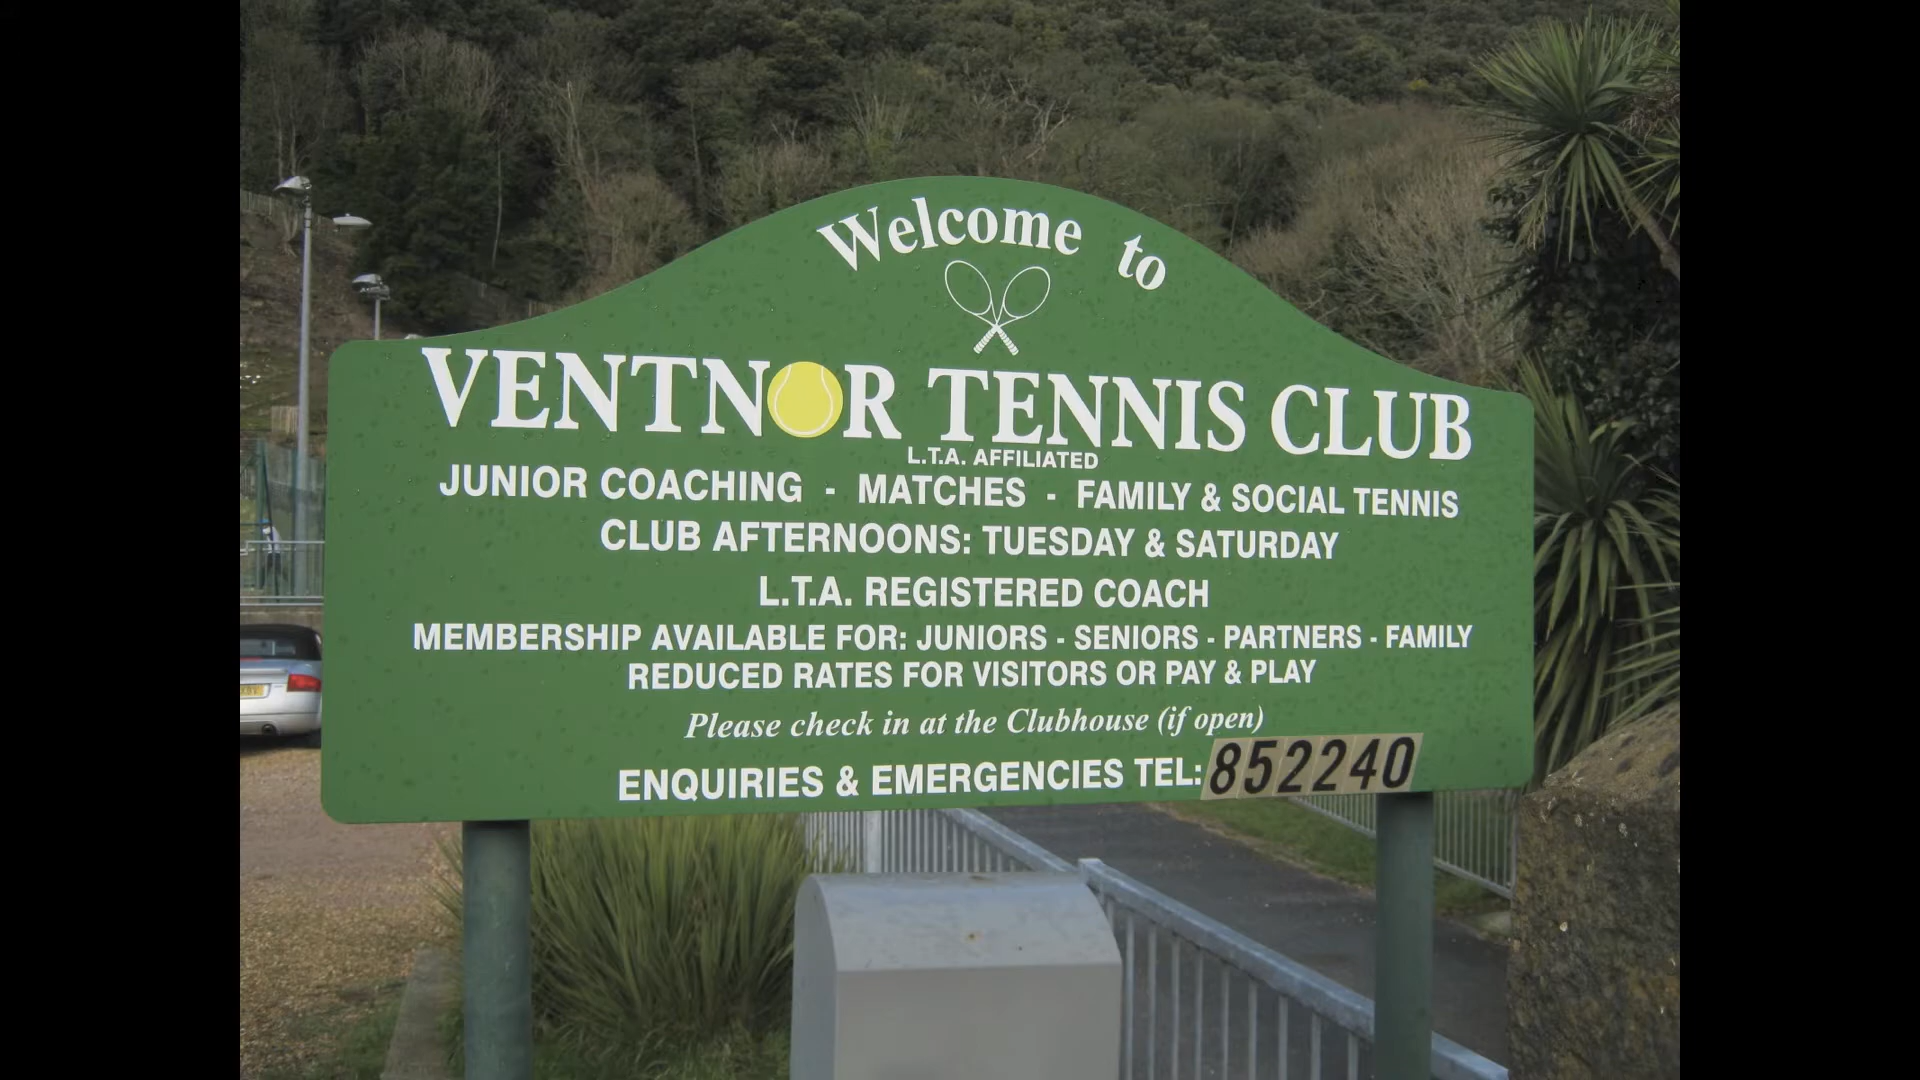 Welcome to
VENTNOR TENNIS CLUB
L.T.A. AFFILIATED
JUNIOR COACHING - MATCHES - FAMILY & SOCIAL TENNIS
CLUB AFTERNOONS: TUESDAY & SATURDAY
L.T.A. REGISTERED COACH
MEMBERSHIP AVAILABLE FOR: JUNIORS - SENIORS - PARTNERS - FAMILY
REDUCED RATES FOR VISITORS OR PAY & PLAY
Please check in at the Clubhouse (if open)
ENQUIRIES & EMERGENCIES TEL: 852240